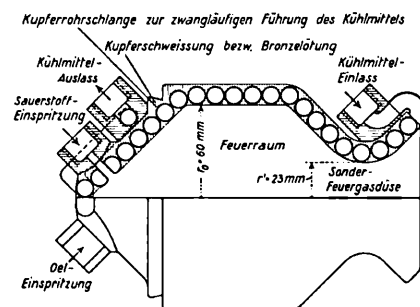 Kupferrohrschlange zur zwangläufigen Führung des Kühlmittels
Kupferschweissung bezw. Bronzelötung
Kühlmittel-
Auslass
Kühlmittel-
Einlass
Sauerstoff-
Einspritzung
Feuerraum
r₀=60 mm
r'=23mm
Sonder-
Feuergasdüse
Oel-
Einspritzung